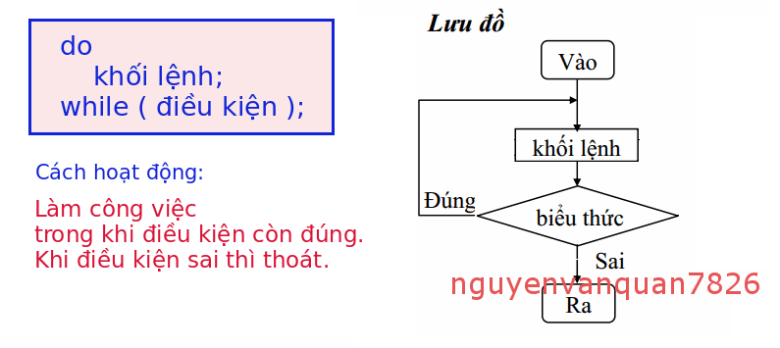 do
khối lệnh;
while ( điều kiện );
Cách hoạt động:
Làm công việc
trong khi điều kiện còn đúng.
Khi điều kiện sai thì thoát.
Lưu đồ
Vào
khối lệnh
Đúng
biểu thức
Sai
nguyenvanquan7826
Ra